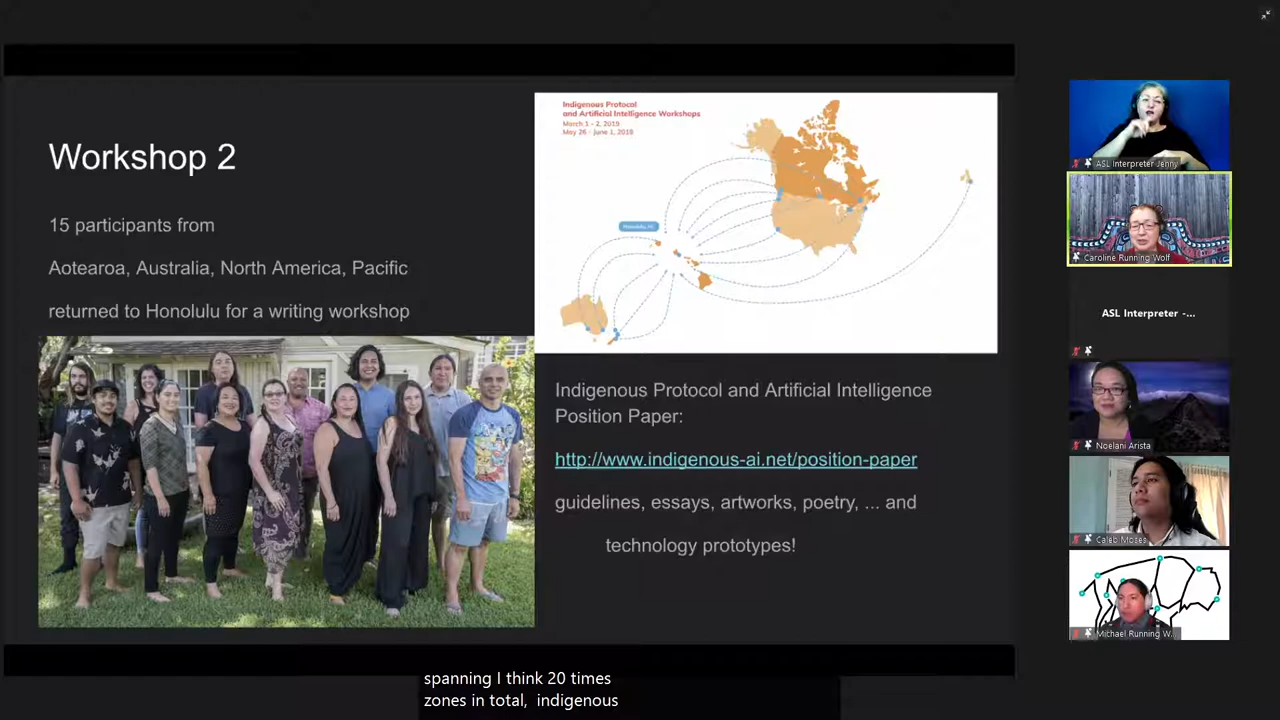 Workshop 2
15 participants from
Aotearoa, Australia, North America, Pacific
returned to Honolulu for a writing workshop
Indigenous Protocol
and Artificial Intelligence Workshops
March 1 - 2, 2019
May 26 - June 1, 2019
Honolulu, HI
Indigenous Protocol and Artificial Intelligence
Position Paper:
http://www.indigenous-ai.net/position-paper
guidelines, essays, artworks, poetry, ... and
technology prototypes!
ASL Interpreter Jenny
Caroline Running Wolf
ASL Interpreter -...
Noelani Arista
Caleb Moses
Michael Running W...
spanning I think 20 times
zones in total, indigenous